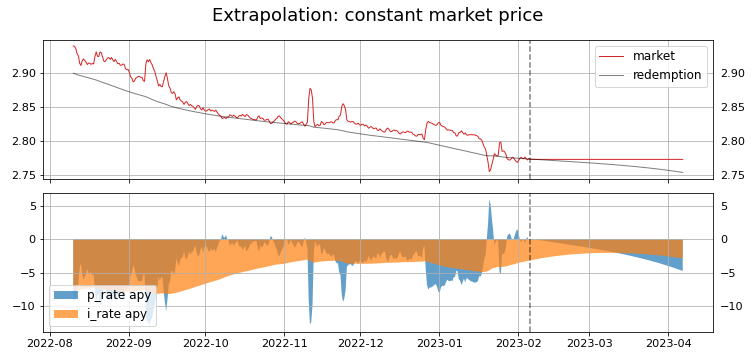 Extrapolation: constant market price
market
redemption
2.90
2.85
2.80
2.75
2.90
2.85
2.80
2.75
5
0
−5
−10
5
0
−5
−10
p_rate apy
i_rate apy
2022-08 2022-09 2022-10 2022-11 2022-12 2023-01 2023-02 2023-03 2023-04